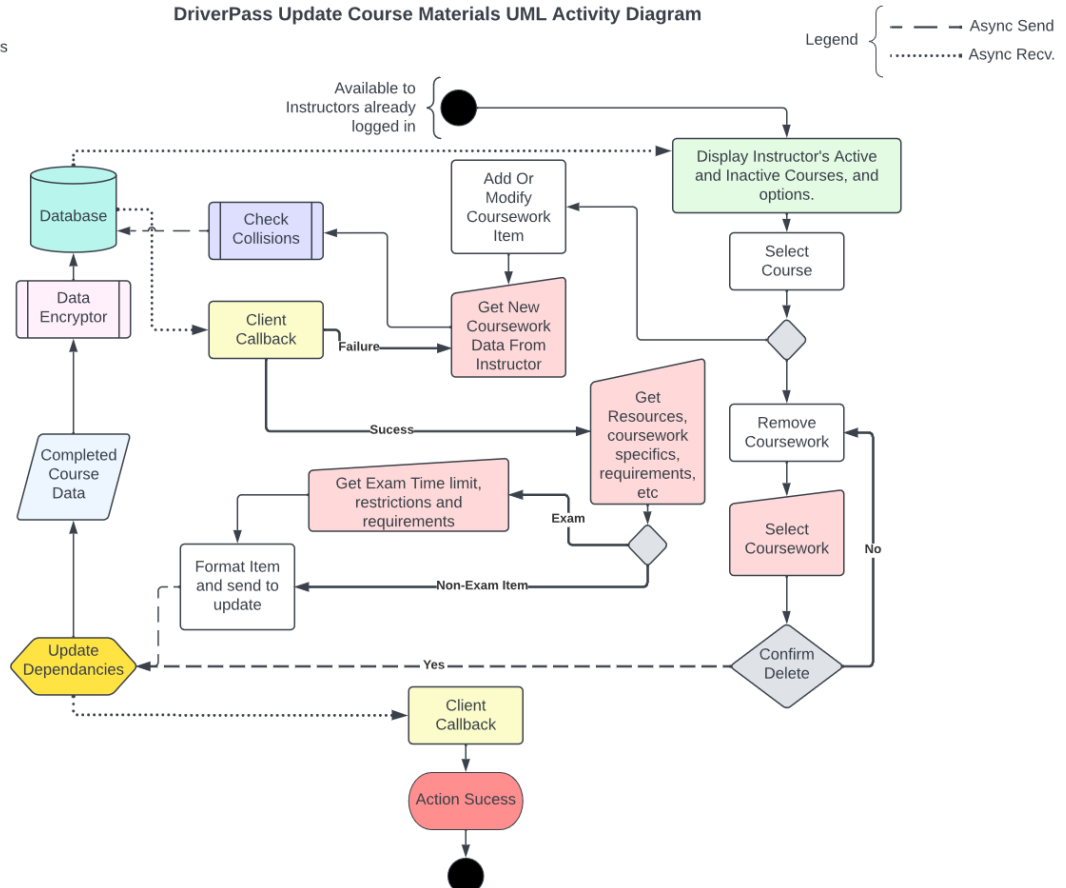 DriverPass Update Course Materials UML Activity Diagram
s
Legend
Async Send
Async Recv.
Available to
Instructors already
logged in
Display Instructor's Active
and Inactive Courses, and
options.
Add Or
Modify
Coursework
Item
Database
Check
Collisions
Select
Course
Data
Encryptor
Client
Callback
Failure
Get New
Coursework
Data From
Instructor
Get
Resources,
coursework
specifics,
requirements,
etc
Remove
Coursework
Sucess
Completed
Course
Data
Get Exam Time limit,
restrictions and
requirements
Exam
Select
Coursework
No
Format Item
and send to
update
Non-Exam Item
Update
Dependancies
Yes
Confirm
Delete
Client
Callback
Action Sucess